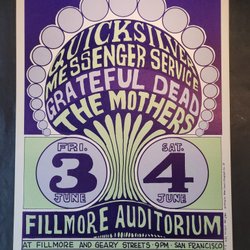 QUICKSILVER
MESSENGER SERVICE
GRATEFUL DEAD
THE MOTHERS
FRI. SAT.
3 4
JUNE JUNE
FILLMORE AUDITORIUM
AT FILLMORE AND GEARY STREETS · 9PM · SAN FRANCISCO